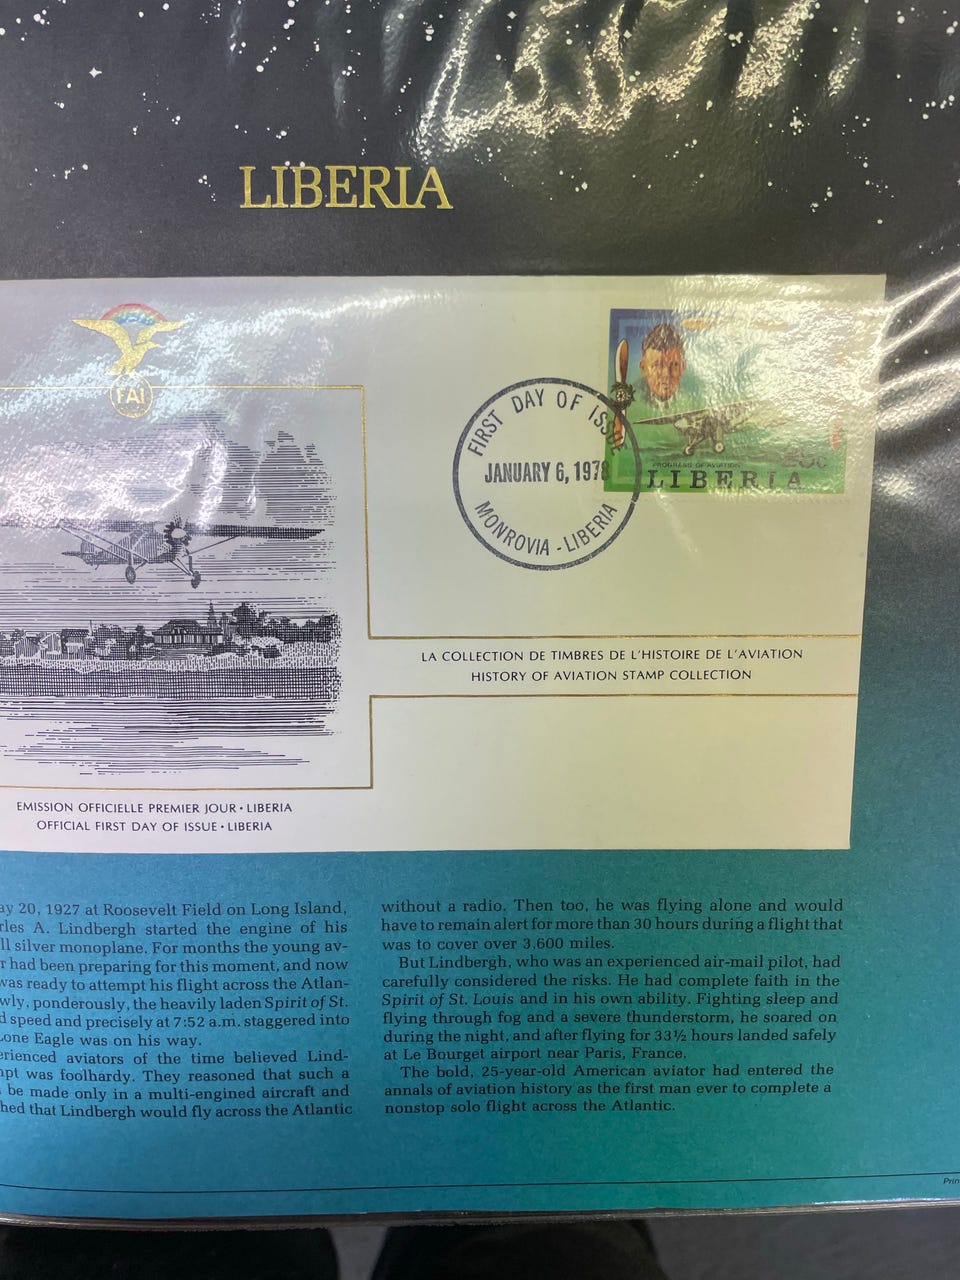 LIBERIA
FAI
FIRST DAY OF ISSUE
JANUARY 6, 1978
MONROVIA - LIBERIA
PROGRESS OF AVIATION
LIBERIA
LA COLLECTION DE TIMBRES DE L'HISTOIRE DE L'AVIATION
HISTORY OF AVIATION STAMP COLLECTION
EMISSION OFFICIELLE PREMIER JOUR • LIBERIA
OFFICIAL FIRST DAY OF ISSUE • LIBERIA
ay 20, 1927 at Roosevelt Field on Long Island,
rles A. Lindbergh started the engine of his
ll silver monoplane. For months the young av-
r had been preparing for this moment, and now
was ready to attempt his flight across the Atlan-
wly, ponderously, the heavily laden Spirit of St.
d speed and precisely at 7:52 a.m. staggered into
Lone Eagle was on his way.
erienced aviators of the time believed Lind-
mpt was foolhardy. They reasoned that such a
be made only in a multi-engined aircraft and
hed that Lindbergh would fly across the Atlantic
without a radio. Then too, he was flying alone and would
have to remain alert for more than 30 hours during a flight that
was to cover over 3,600 miles.
But Lindbergh, who was an experienced air-mail pilot, had
carefully considered the risks. He had complete faith in the
Spirit of St. Louis and in his own ability. Fighting sleep and
flying through fog and a severe thunderstorm, he soared on
during the night, and after flying for 33½ hours landed safely
at Le Bourget airport near Paris, France.
The bold, 25-year-old American aviator had entered the
annals of aviation history as the first man ever to complete a
nonstop solo flight across the Atlantic.
Prin